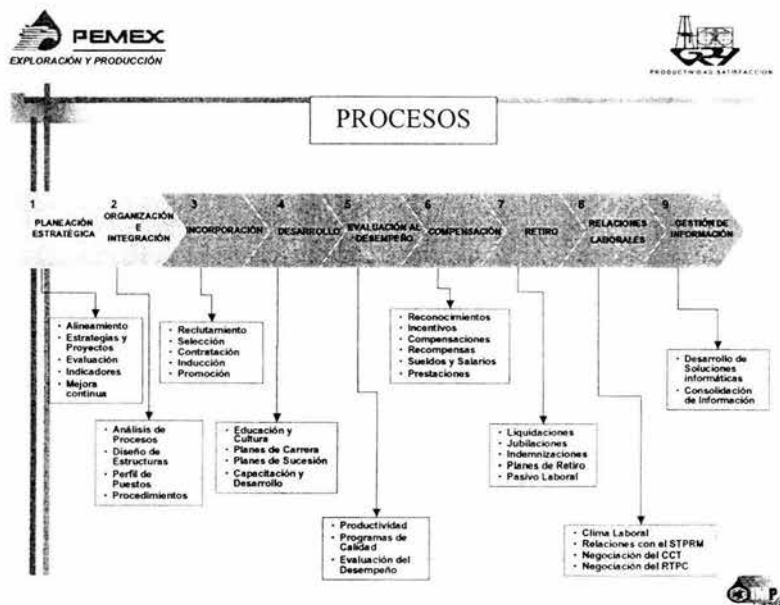 PEMEX
EXPLORACIÓN Y PRODUCCIÓN
PRODUCTIVIDAD SATISFACCION
PROCESOS
1
PLANEACIÓN
ESTRATÉGICA
2
ORGANIZACIÓN
E
INTEGRACIÓN
3
INCORPORACIÓN
4
DESARROLLO
5
EVALUACIÓN AL
DESEMPEÑO
6
COMPENSACIÓN
7
RETIRO
8
RELACIONES
LABORALES
9
GESTIÓN DE
INFORMACIÓN
· Alineamiento
· Estrategias y
Proyectos
· Evaluación
· Indicadores
· Mejora
continua
· Análisis de
Procesos
· Diseño de
Estructuras
· Perfil de
Puestos
· Procedimientos
· Reclutamiento
· Selección
· Contratación
· Inducción
· Promoción
· Educación y
Cultura
· Planes de Carrera
· Planes de Sucesión
· Capacitación y
Desarrollo
· Productividad
· Programas de
Calidad
· Evaluación del
Desempeño
· Reconocimientos
· Incentivos
· Compensaciones
· Recompensas
· Sueldos y Salarios
· Prestaciones
· Liquidaciones
· Jubilaciones
· Indemnizaciones
· Planes de Retiro
· Pasivo Laboral
· Clima Laboral
· Relaciones con el STPRM
· Negociación del CCT
· Negociación del RTPC
· Desarrollo de
Soluciones
informáticas
· Consolidación
de Información